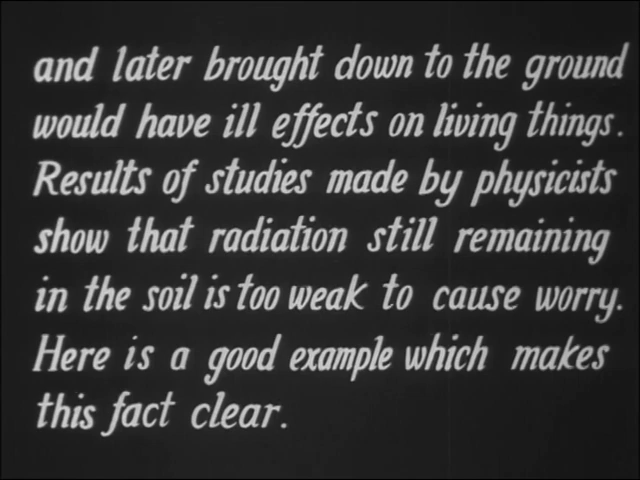 and later brought down to the ground
would have ill effects on living things.
Results of studies made by physicists
show that radiation still remaining
in the soil is too weak to cause worry.
Here is a good example which makes
this fact clear.